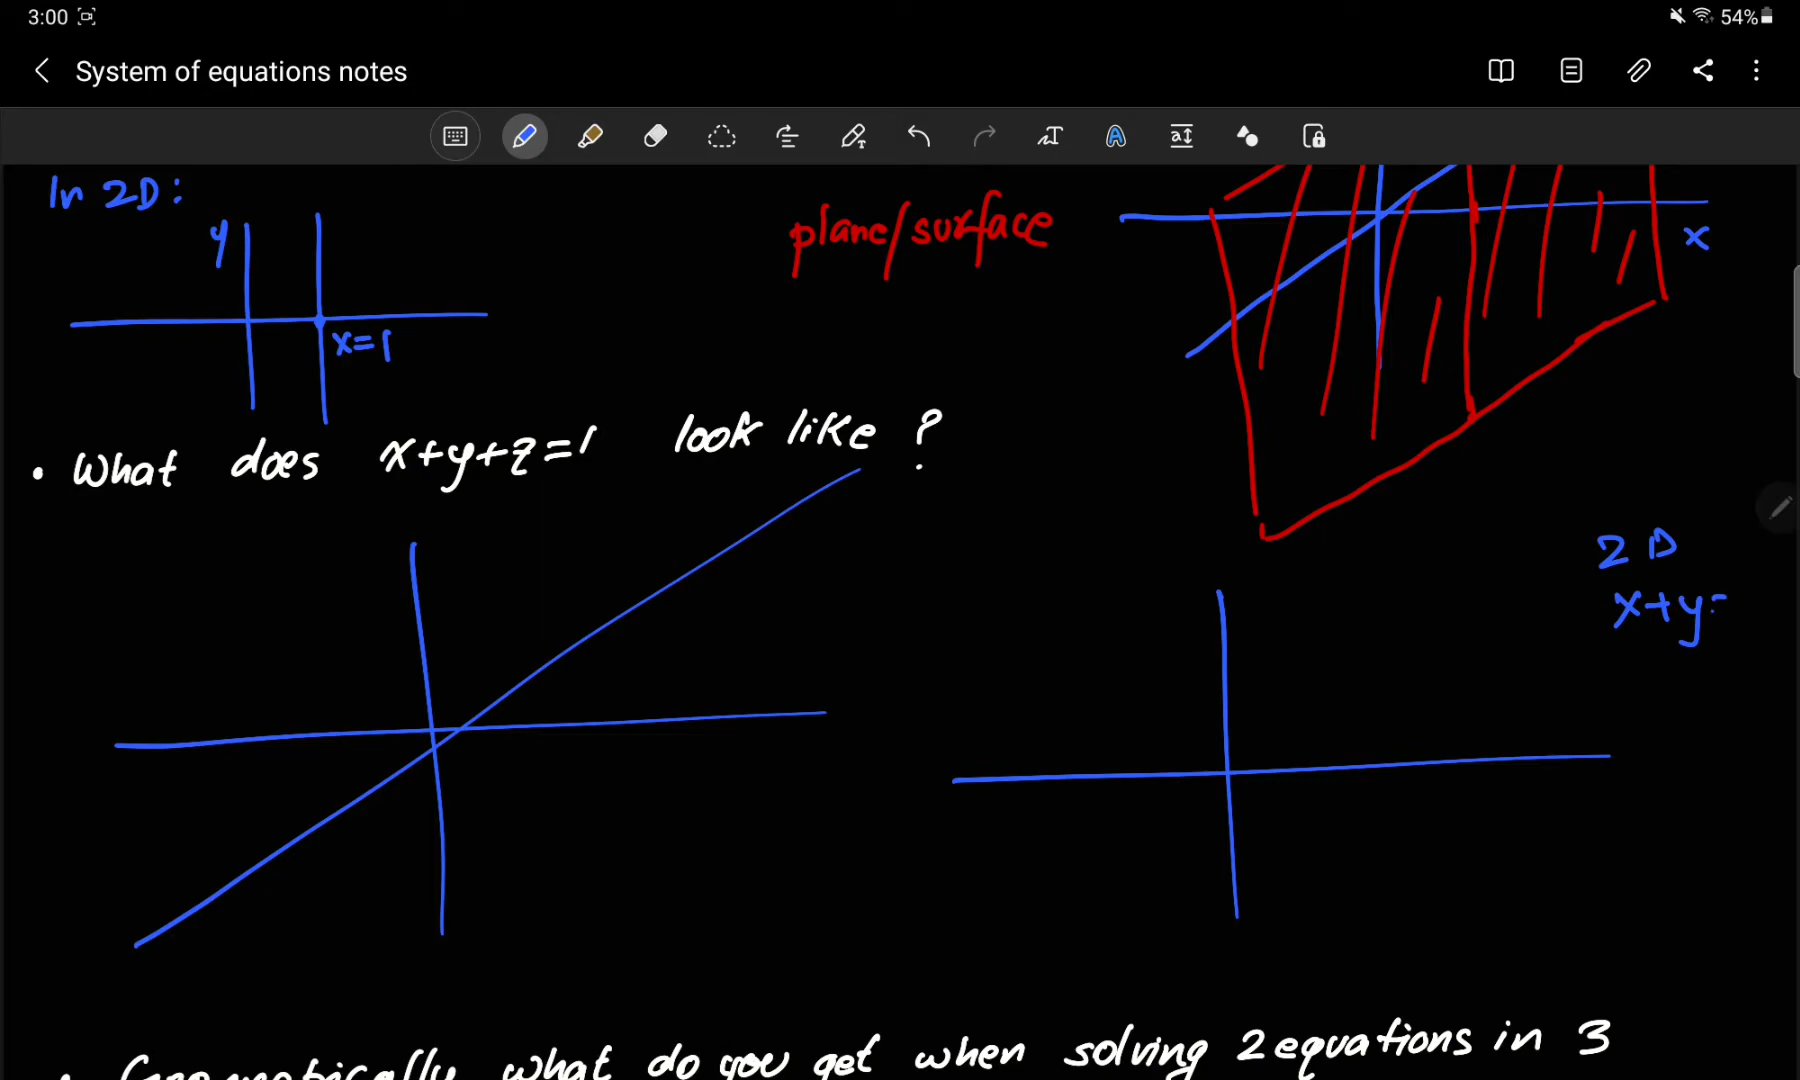 3:00
54%
System of equations notes
In 2D:
y
x=1
plane/surface
x
• What does x+y+z=1 look like?
2D
x+y=
• Geometrically what do you get when solving 2 equations in 3